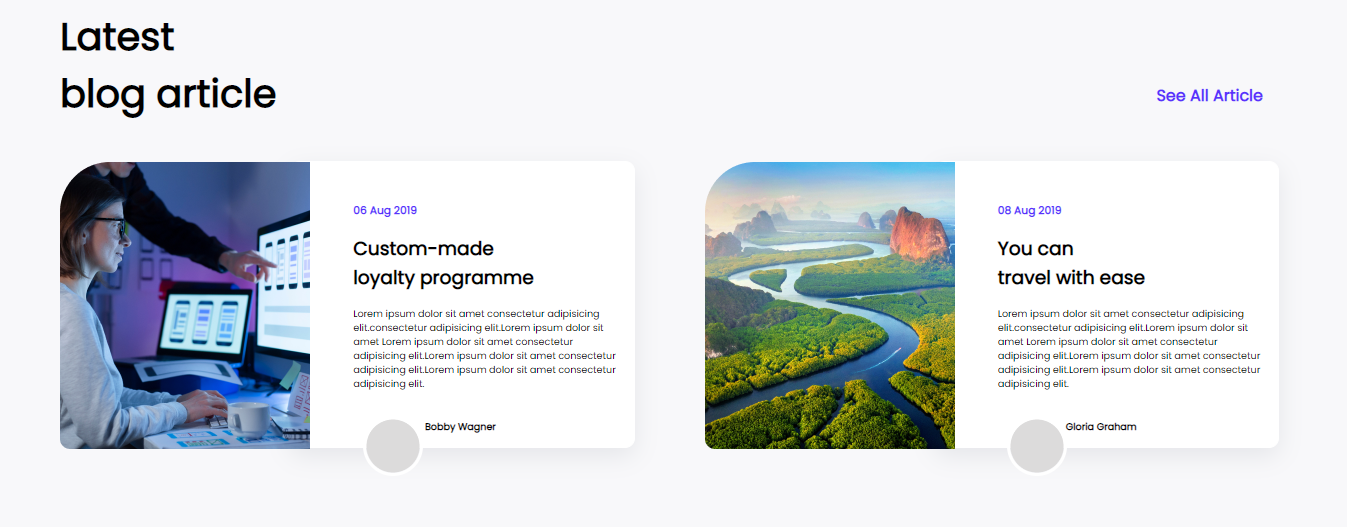 Latest
blog article
See All Article
06 Aug 2019
Custom-made
loyalty programme
Lorem ipsum dolor sit amet consectetur adipisicing
elit.consectetur adipisicing elit.Lorem ipsum dolor sit
amet Lorem ipsum dolor sit amet consectetur
adipisicing elit.Lorem ipsum dolor sit amet consectetur
adipisicing elit.Lorem ipsum dolor sit amet consectetur
adipisicing elit.
Bobby Wagner
08 Aug 2019
You can
travel with ease
Lorem ipsum dolor sit amet consectetur adipisicing
elit.consectetur adipisicing elit.Lorem ipsum dolor sit
amet Lorem ipsum dolor sit amet consectetur
adipisicing elit.Lorem ipsum dolor sit amet consectetur
adipisicing elit.Lorem ipsum dolor sit amet consectetur
adipisicing elit.
Gloria Graham